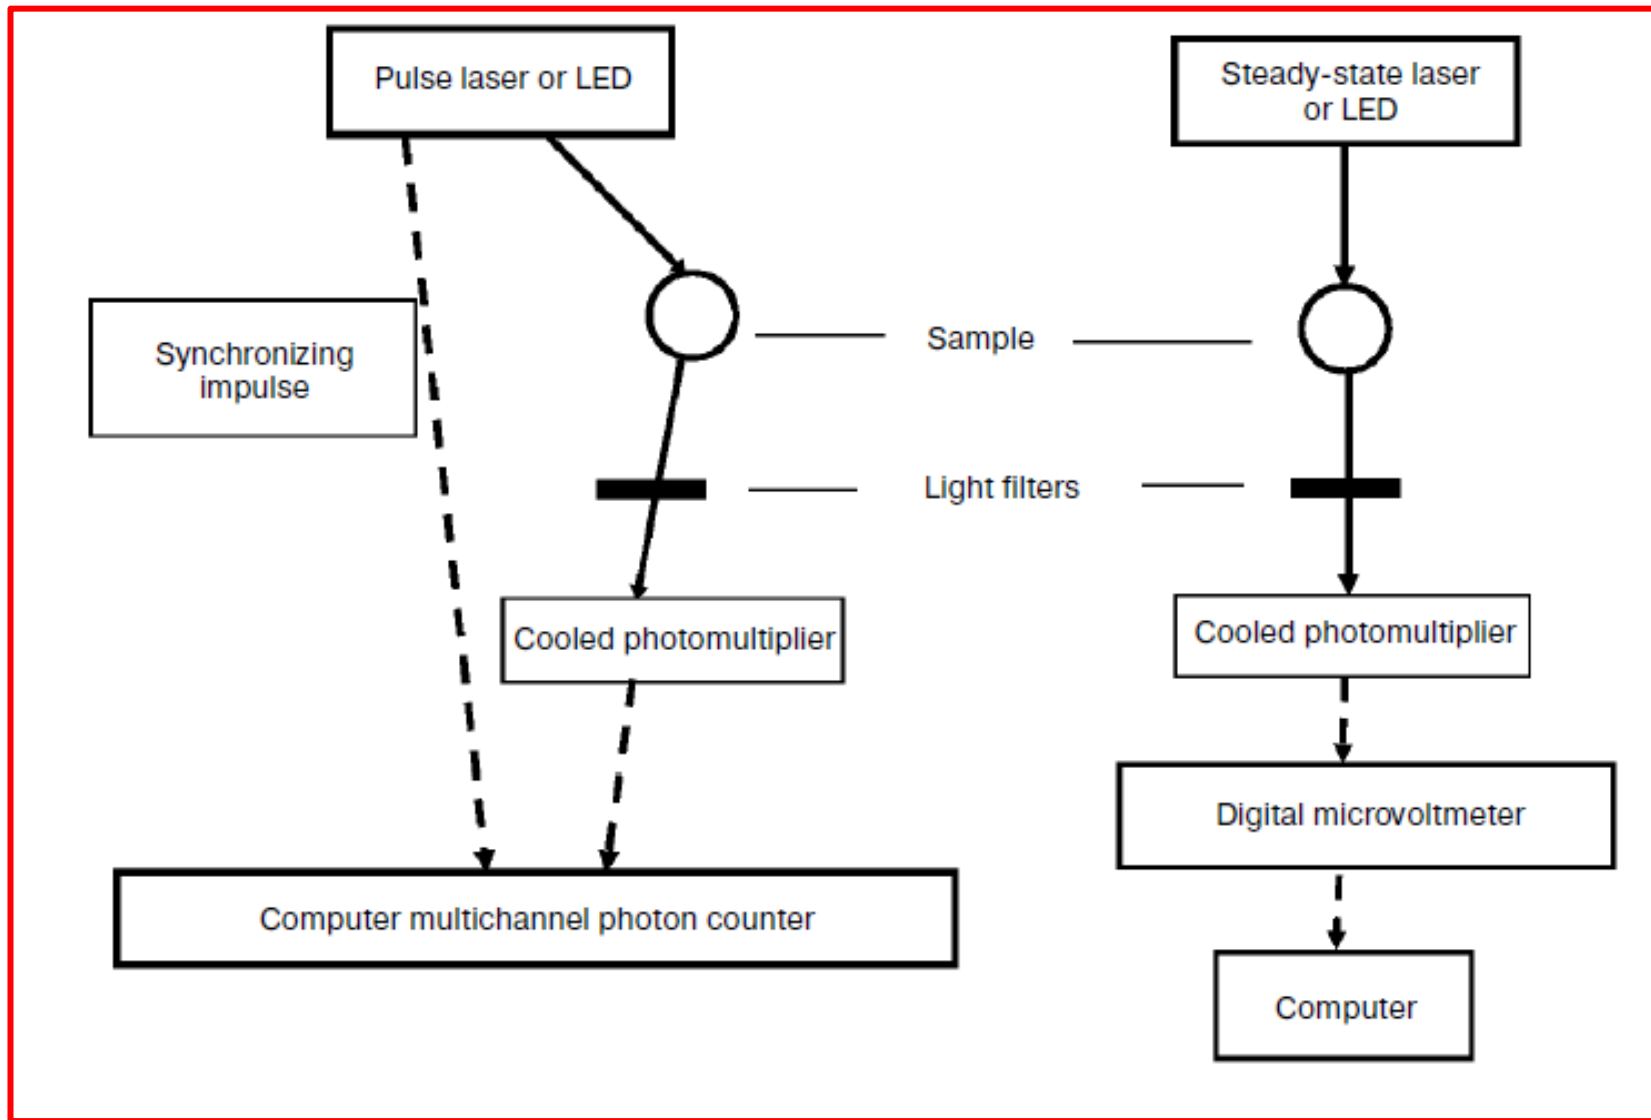 Pulse laser or LED
Steady-state laser
or LED
Synchronizing
impulse
Sample
Light filters
Cooled photomultiplier
Cooled photomultiplier
Digital microvoltmeter
Computer multichannel photon counter
Computer